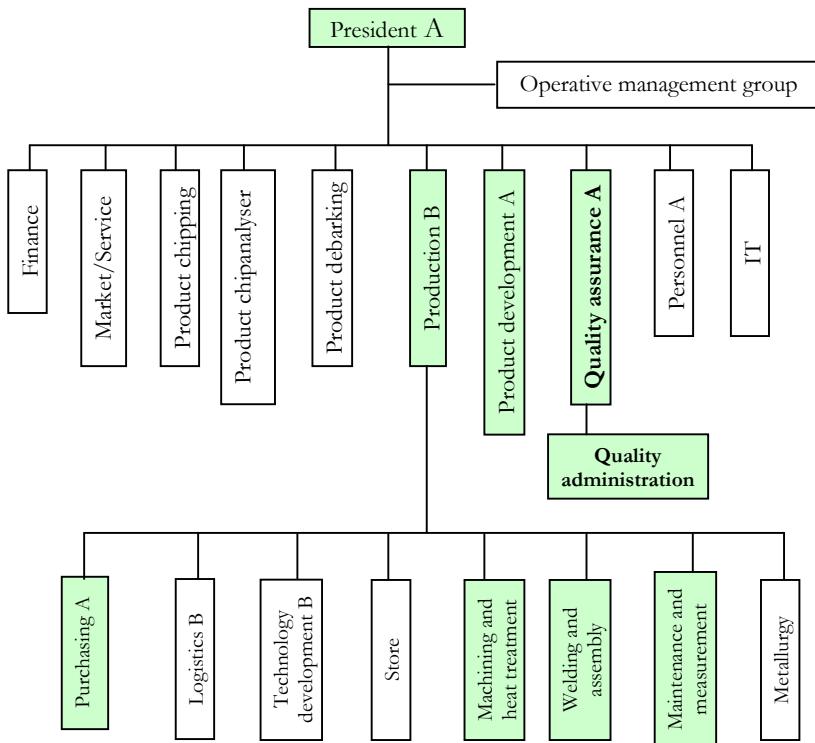 President A
Operative management group
Finance
Market/Service
Product chipping
Product chipanalyser
Product debarking
Production B
Product development A
Quality assurance A
Personnel A
IT
Quality
administration
Purchasing A
Logistics B
Technology
development B
Store
Machining and
heat treatment
Welding and
assembly
Maintenance and
measurement
Metallurgy